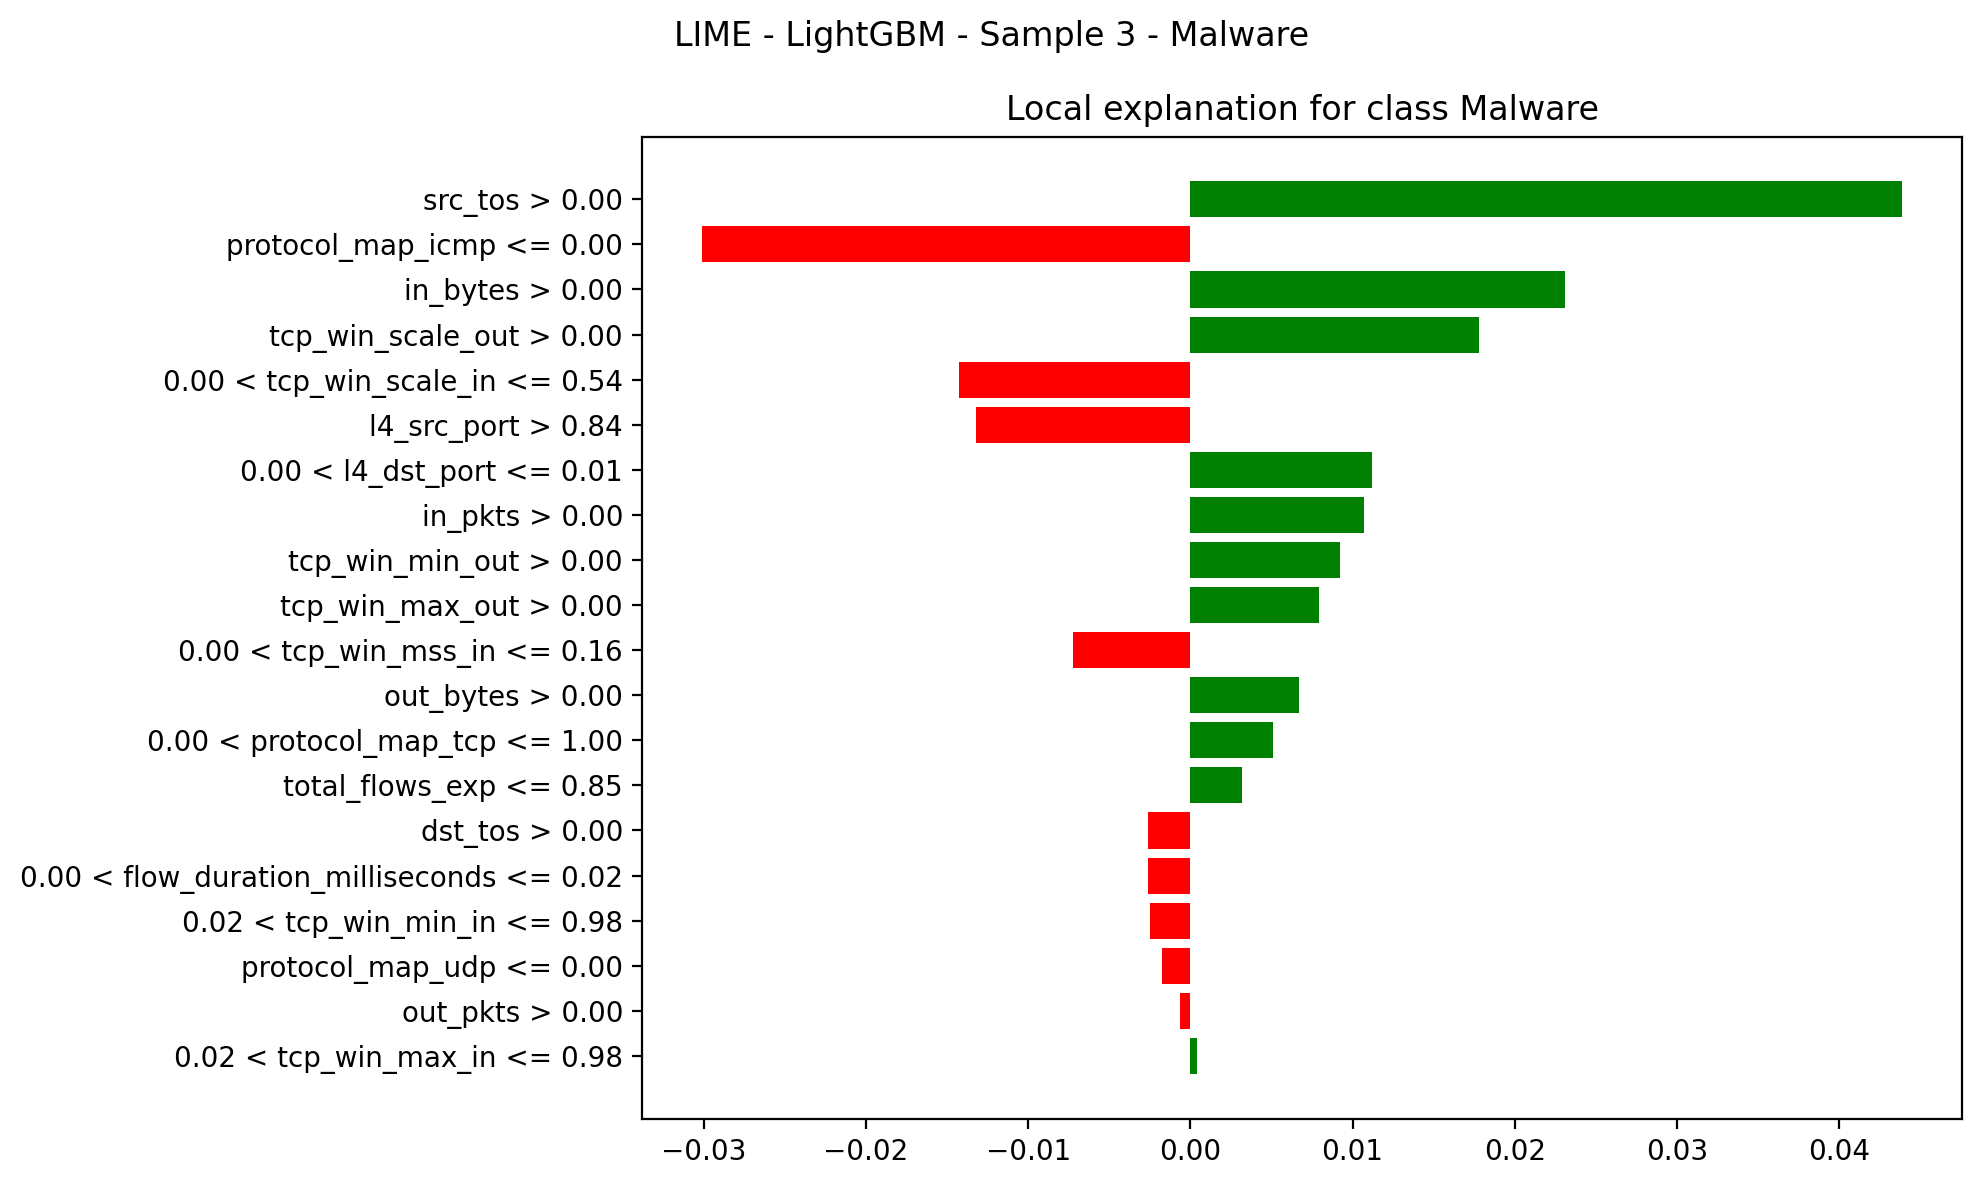 LIME - LightGBM - Sample 3 - Malware
Local explanation for class Malware
src_tos > 0.00
protocol_map_icmp <= 0.00
in_bytes > 0.00
tcp_win_scale_out > 0.00
0.00 < tcp_win_scale_in <= 0.54
l4_src_port > 0.84
0.00 < l4_dst_port <= 0.01
in_pkts > 0.00
tcp_win_min_out > 0.00
tcp_win_max_out > 0.00
0.00 < tcp_win_mss_in <= 0.16
out_bytes > 0.00
0.00 < protocol_map_tcp <= 1.00
total_flows_exp <= 0.85
dst_tos > 0.00
0.00 < flow_duration_milliseconds <= 0.02
0.02 < tcp_win_min_in <= 0.98
protocol_map_udp <= 0.00
out_pkts > 0.00
0.02 < tcp_win_max_in <= 0.98
−0.03 −0.02 −0.01 0.00 0.01 0.02 0.03 0.04